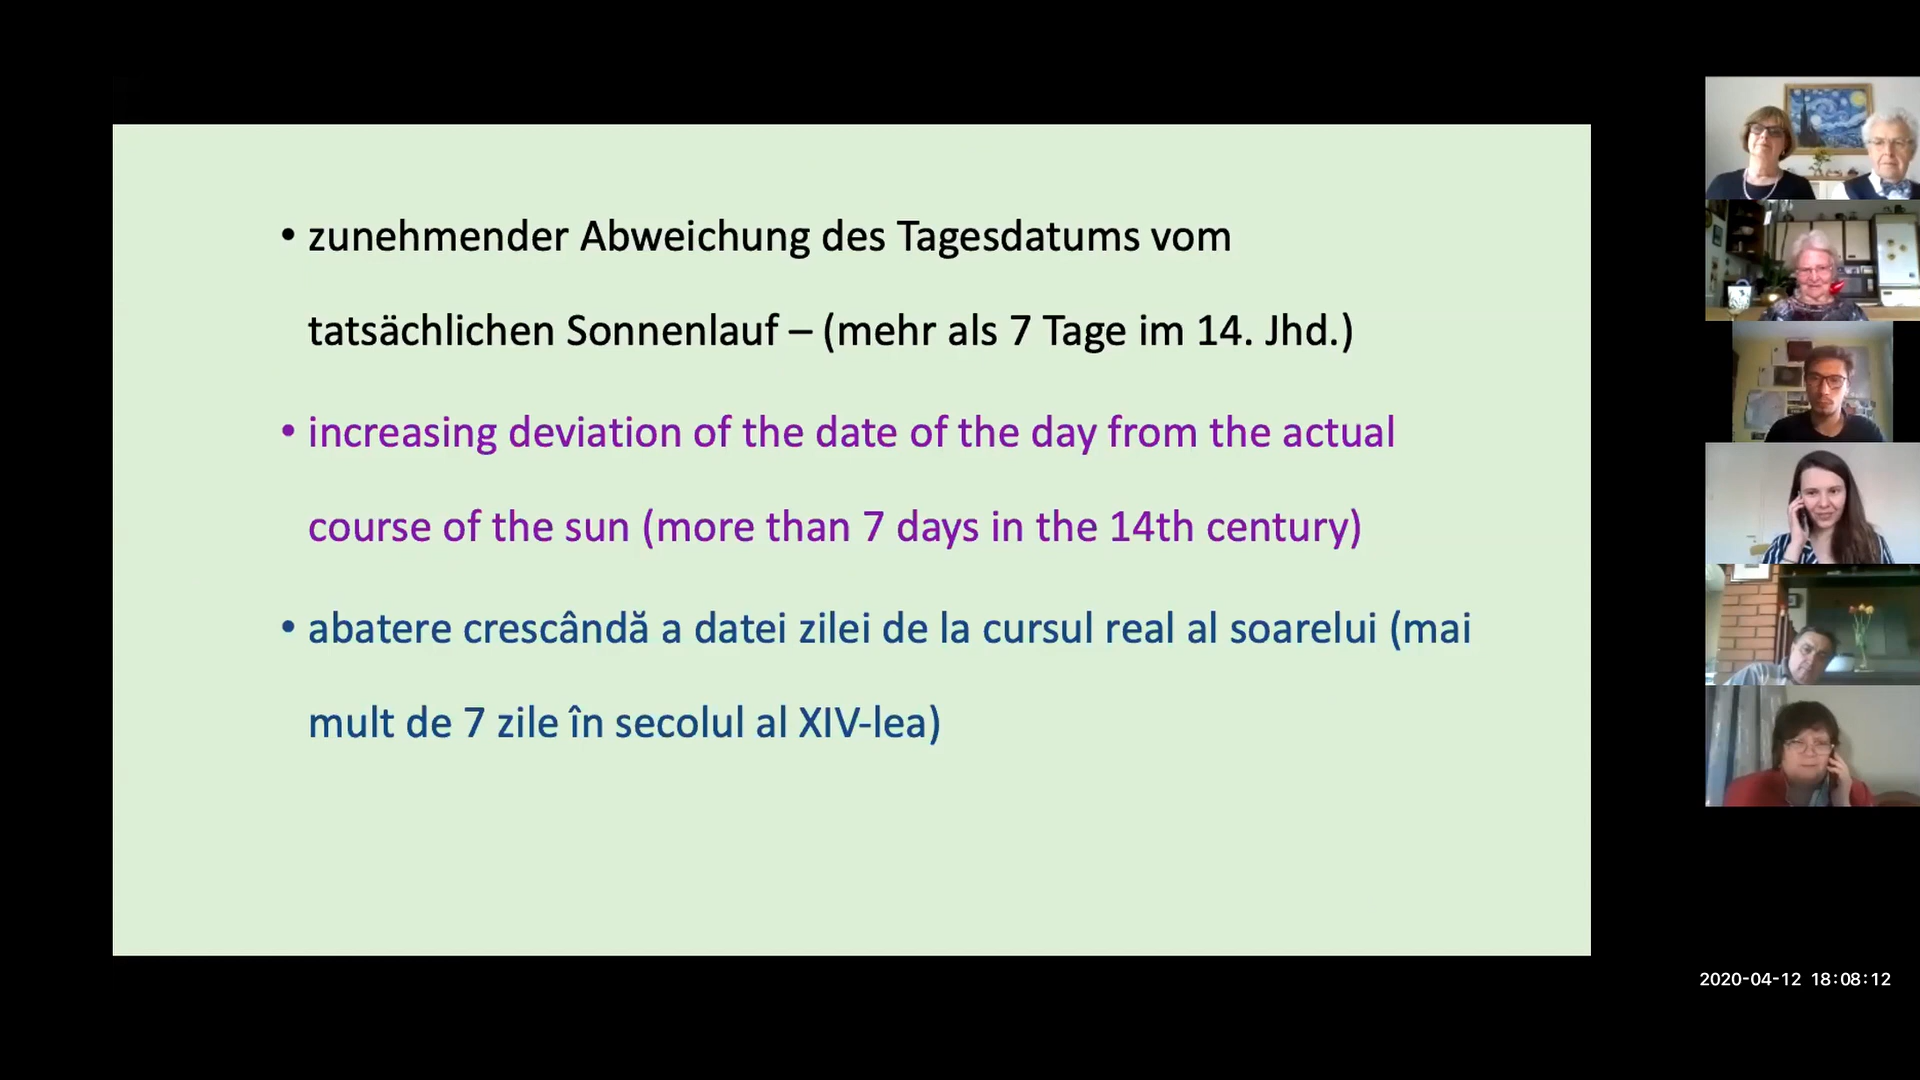 • zunehmender Abweichung des Tagesdatums vom
tatsächlichen Sonnenlauf – (mehr als 7 Tage im 14. Jhd.)
• increasing deviation of the date of the day from the actual
course of the sun (more than 7 days in the 14th century)
• abatere crescândă a datei zilei de la cursul real al soarelui (mai
mult de 7 zile în secolul al XIV-lea)
2020-04-12 18:08:12